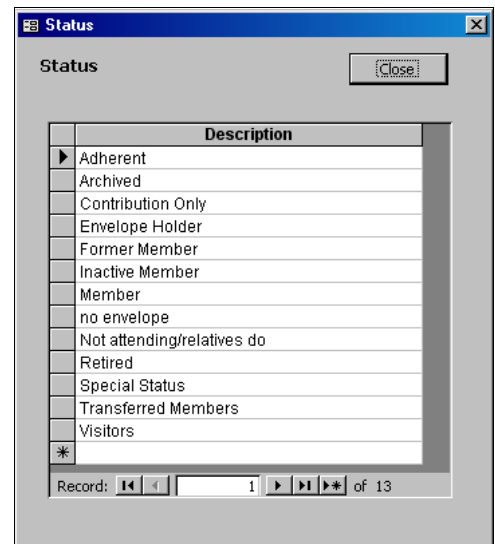 Status
Status
Close
Description
Adherent
Archived
Contribution Only
Envelope Holder
Former Member
Inactive Member
Member
no envelope
Not attending/relatives do
Retired
Special Status
Transferred Members
Visitors
Record: 1 of 13